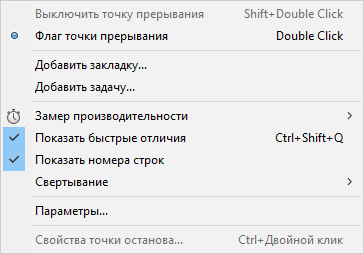 Выключить точку прерывания Shift+Double Click
Флаг точки прерывания Double Click
Добавить закладку...
Добавить задачу...
Замер производительности
Показать быстрые отличия Ctrl+Shift+Q
Показать номера строк
Свертывание
Параметры...
Свойства точки останова... Ctrl+Двойной клик